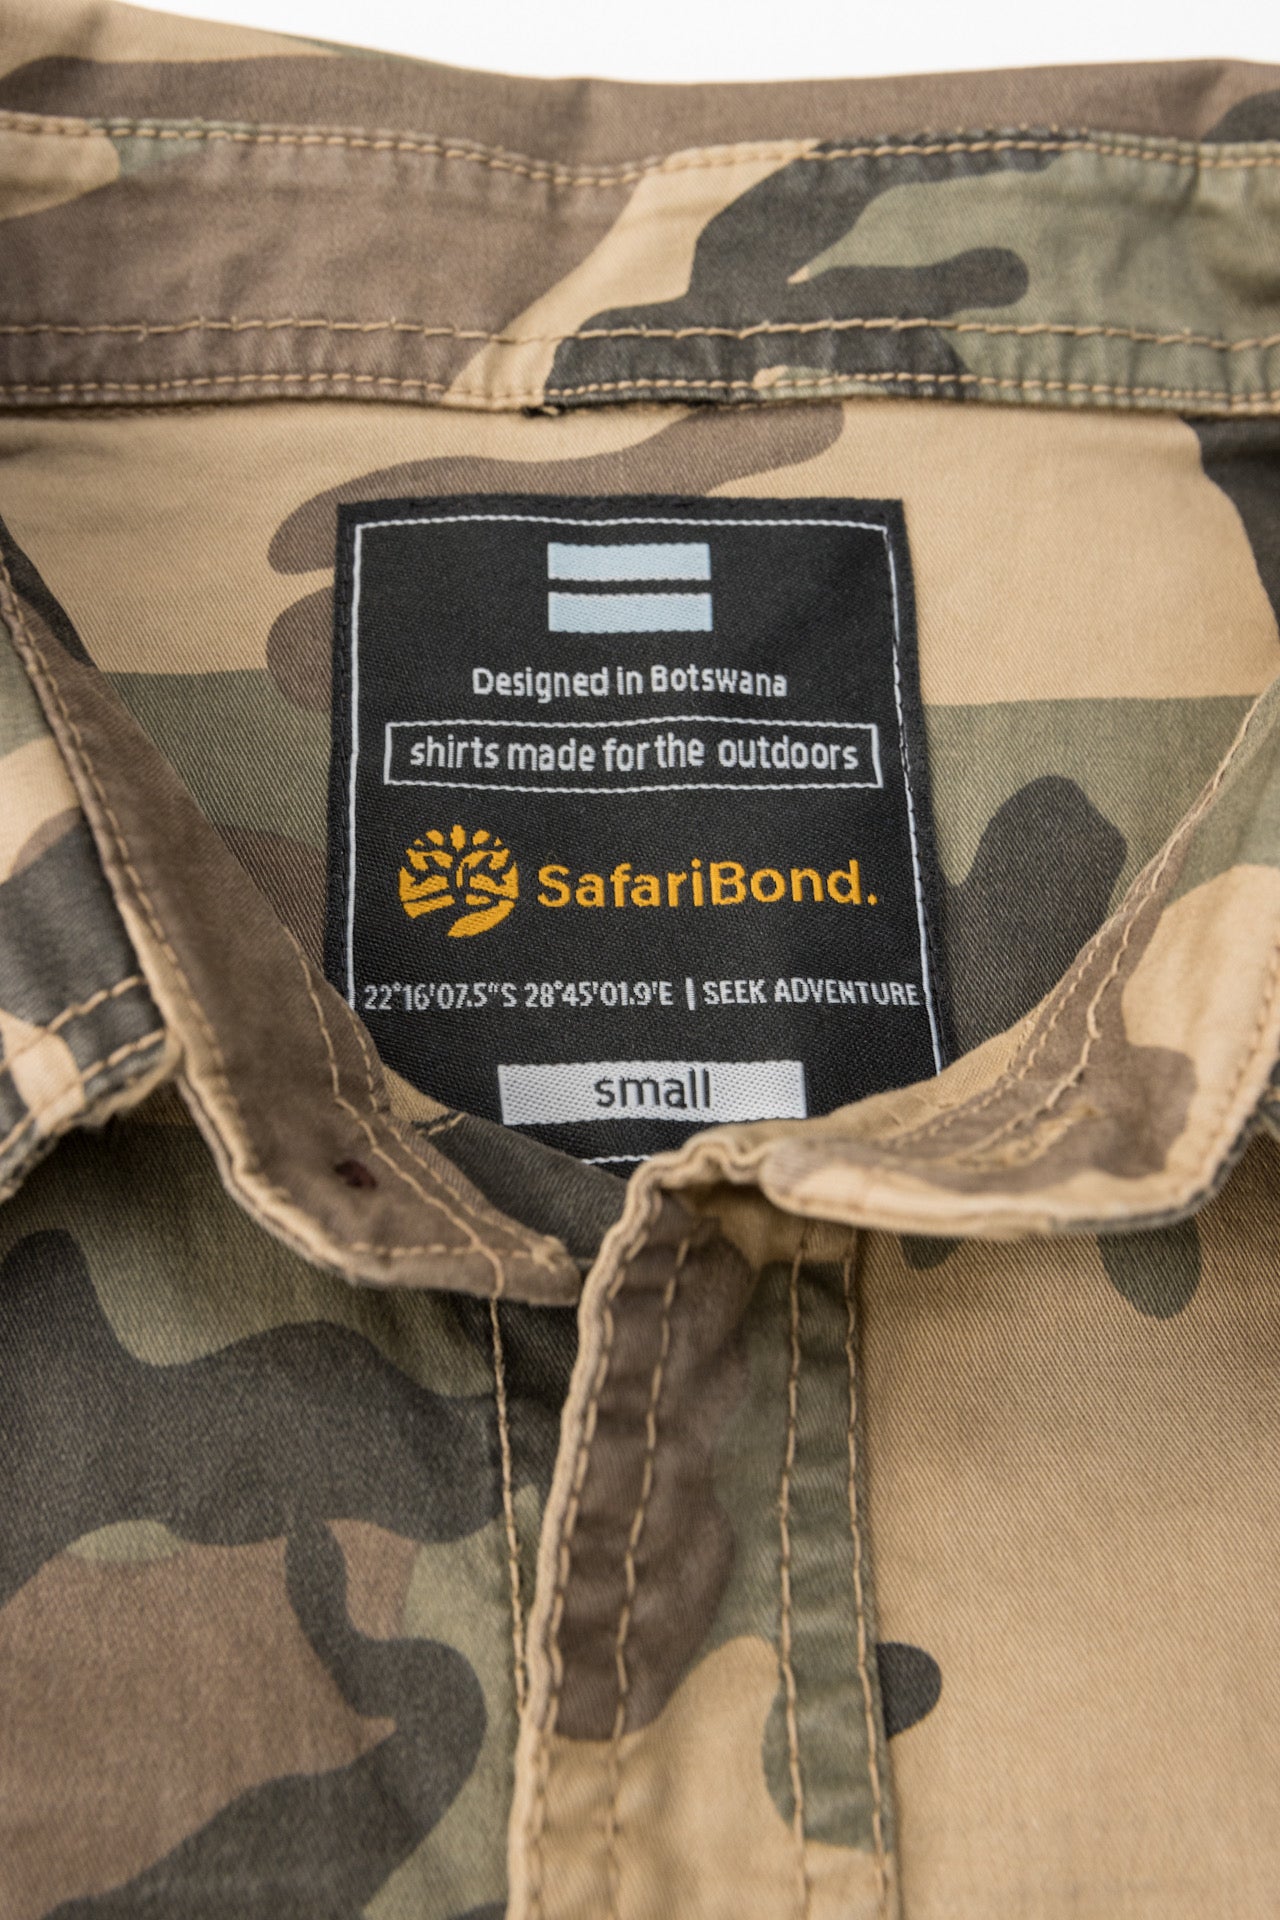 Designed in Botswana
shirts made for the outdoors
SafariBond.
22°16'07.5"S 28°45'01.9'E | SEEK ADVENTURE
small